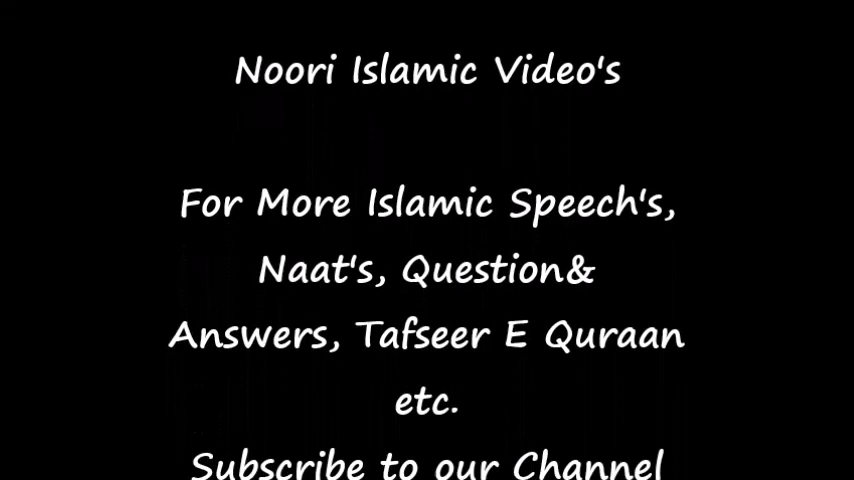 Noori Islamic Video's
For More Islamic Speech's,
Naat's, Question&
Answers, Tafseer E Quraan
etc.
Subscribe to our Channel